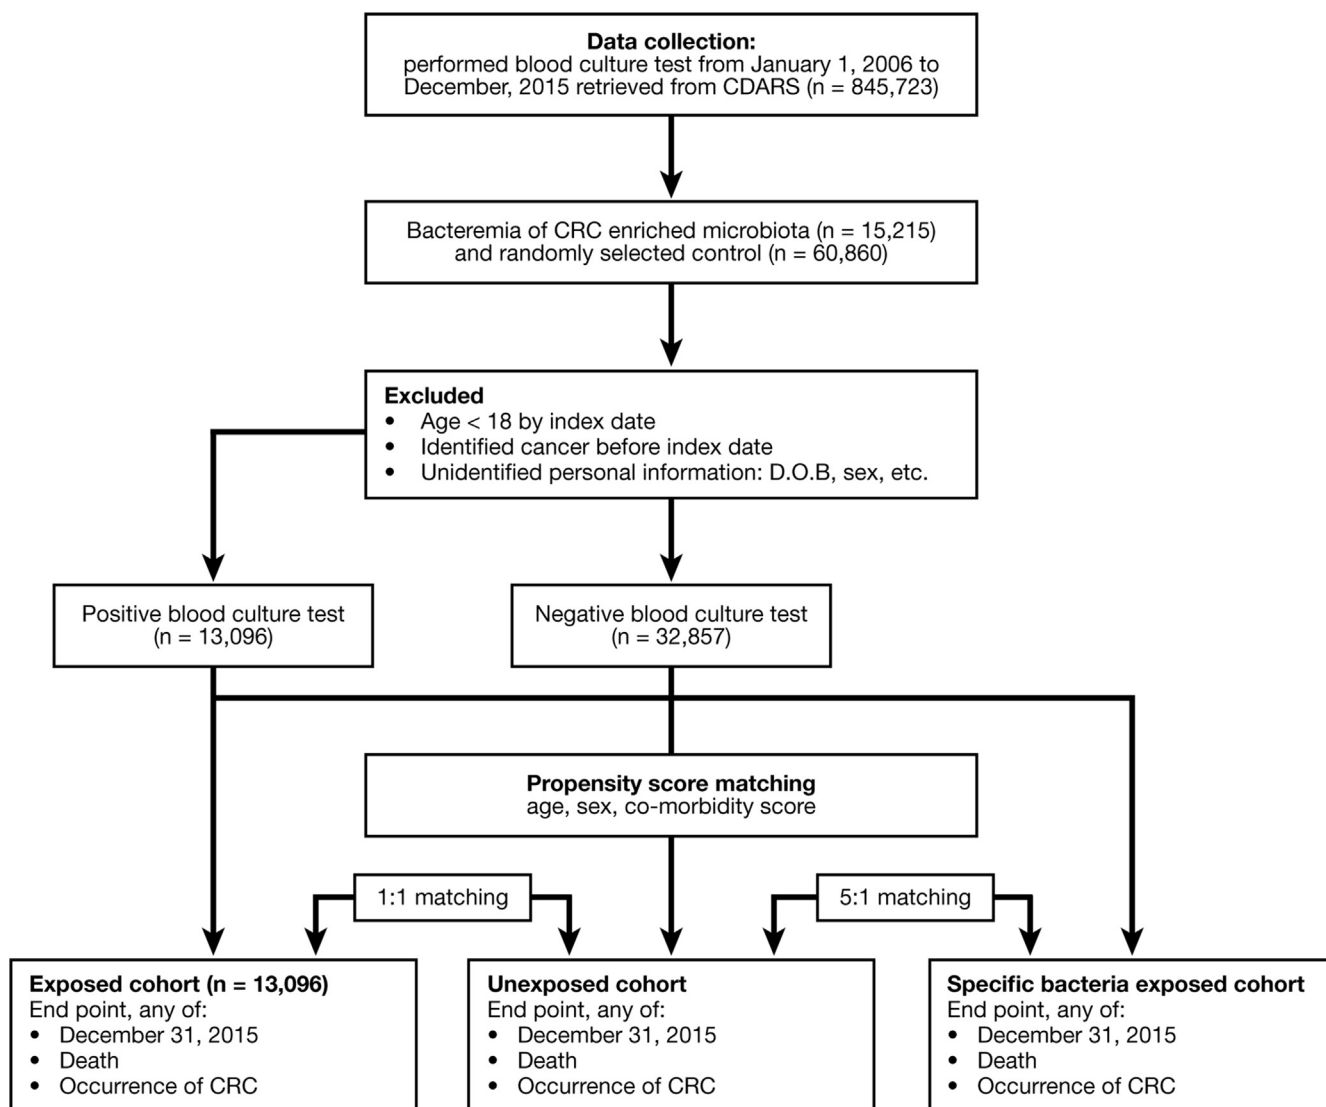 Data collection:
performed blood culture test from January 1, 2006 to
December, 2015 retrieved from CDARS (n = 845,723)
Bacteremia of CRC enriched microbiota (n = 15,215)
and randomly selected control (n = 60,860)
Excluded
• Age < 18 by index date
• Identified cancer before index date
• Unidentified personal information: D.O.B, sex, etc.
Positive blood culture test
(n = 13,096)
Negative blood culture test
(n = 32,857)
Propensity score matching
age, sex, co-morbidity score
1:1 matching
5:1 matching
Exposed cohort (n = 13,096)
End point, any of:
• December 31, 2015
• Death
• Occurrence of CRC
Unexposed cohort
End point, any of:
• December 31, 2015
• Death
• Occurrence of CRC
Specific bacteria exposed cohort
End point, any of:
• December 31, 2015
• Death
• Occurrence of CRC